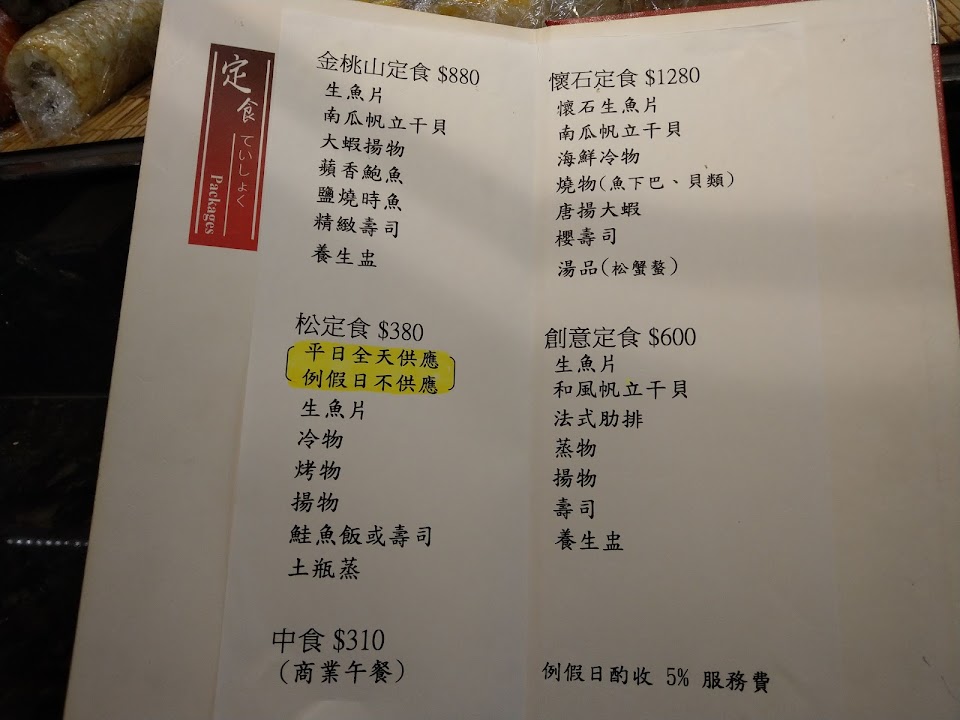 定食
ていしょく
Packages
金桃山定食 $880
生魚片
南瓜帆立干貝
大蝦揚物
蘋香鮑魚
鹽燒時魚
精緻壽司
養生盅
松定食 $380
平日全天供應
例假日不供應
生魚片
冷物
烤物
揚物
鮭魚飯或壽司
土瓶蒸
中食 $310
(商業午餐)
懷石定食 $1280
懷石生魚片
南瓜帆立干貝
海鮮冷物
燒物(魚下巴、貝類)
唐揚大蝦
櫻壽司
湯品(松蟹螯)
創意定食 $600
生魚片
和風帆立干貝
法式肋排
蒸物
揚物
壽司
養生盅
例假日酌收 5% 服務費